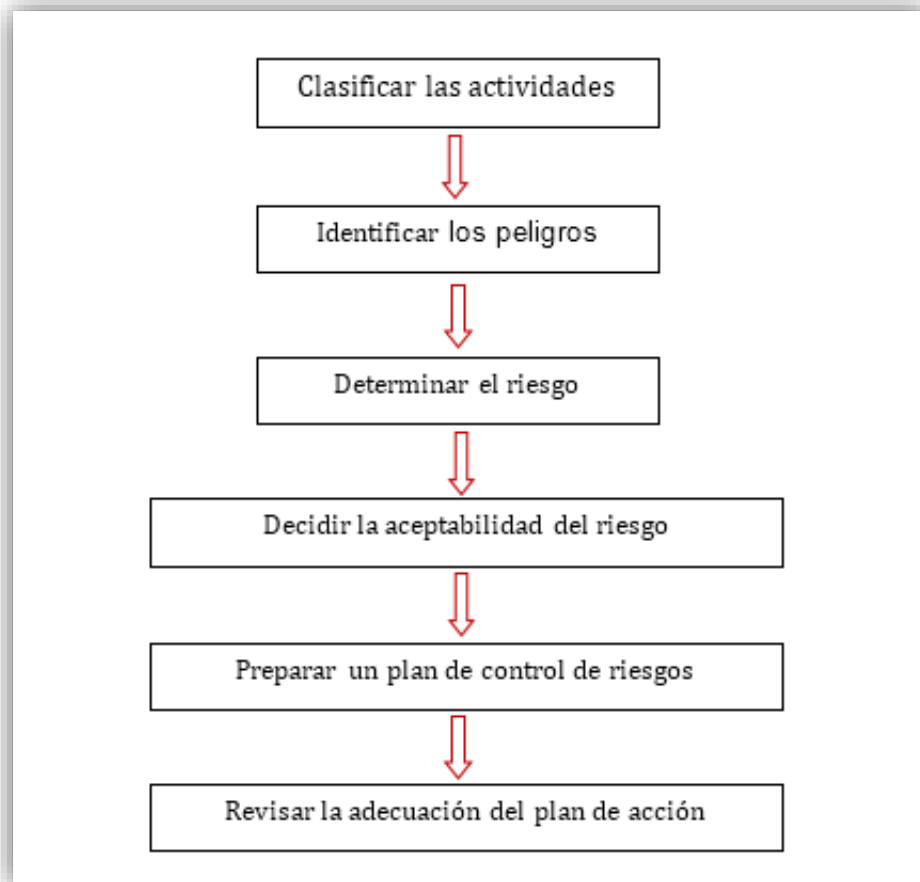 Clasificar las actividades
Identificar los peligros
Determinar el riesgo
Decidir la aceptabilidad del riesgo
Preparar un plan de control de riesgos
Revisar la adecuación del plan de acción